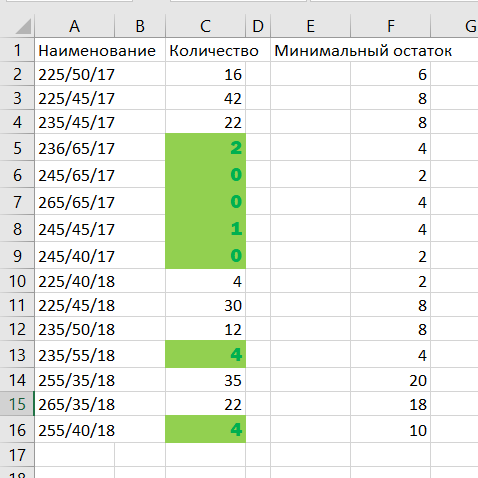 A B C D E F G
1 Наименование Количество Минимальный остаток
2 225/50/17 16 6
3 225/45/17 42 8
4 235/45/17 22 8
5 236/65/17 2 4
6 245/65/17 0 2
7 265/65/17 0 4
8 245/45/17 1 4
9 245/40/17 0 2
10 225/40/18 4 2
11 225/45/18 30 8
12 235/50/18 12 8
13 235/55/18 4 4
14 255/35/18 35 20
15 265/35/18 22 18
16 255/40/18 4 10
17
18